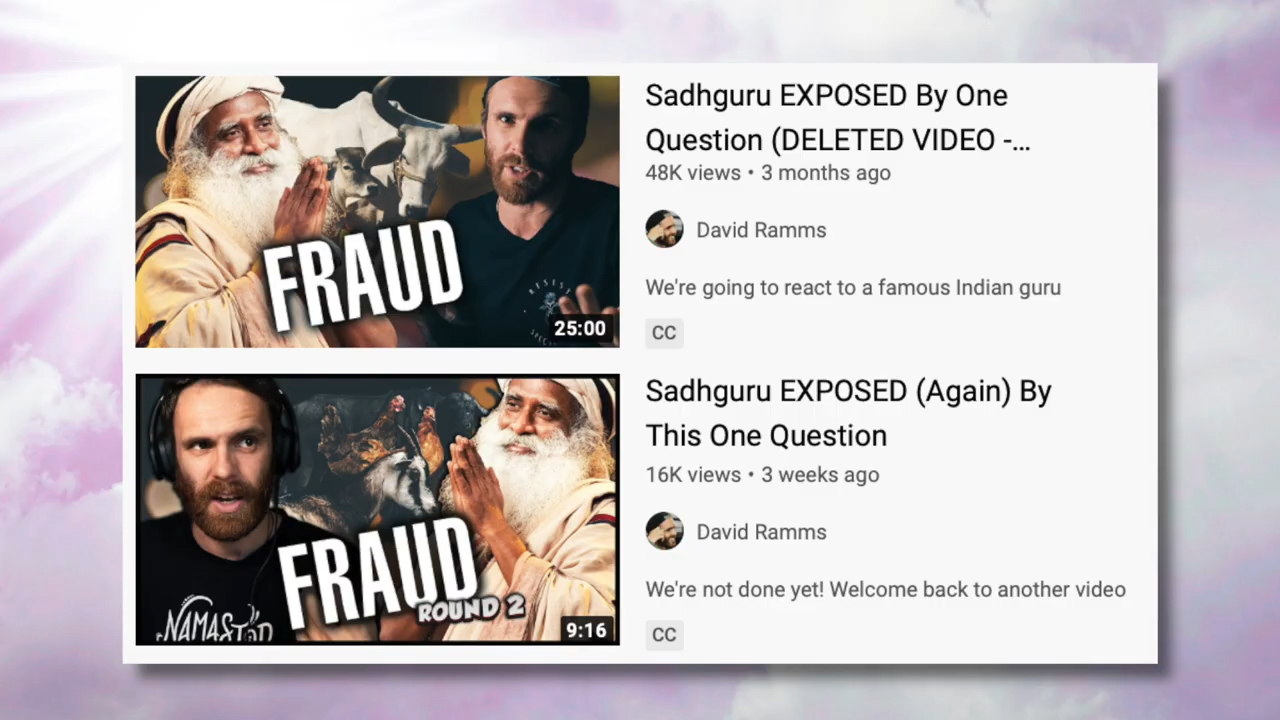 FRAUD
25:00
Sadhguru EXPOSED By One
Question (DELETED VIDEO -...
48K views • 3 months ago
David Ramms
We're going to react to a famous Indian guru
CC
FRAUD
ROUND 2
9:16
Sadhguru EXPOSED (Again) By
This One Question
16K views • 3 weeks ago
David Ramms
We're not done yet! Welcome back to another video
CC